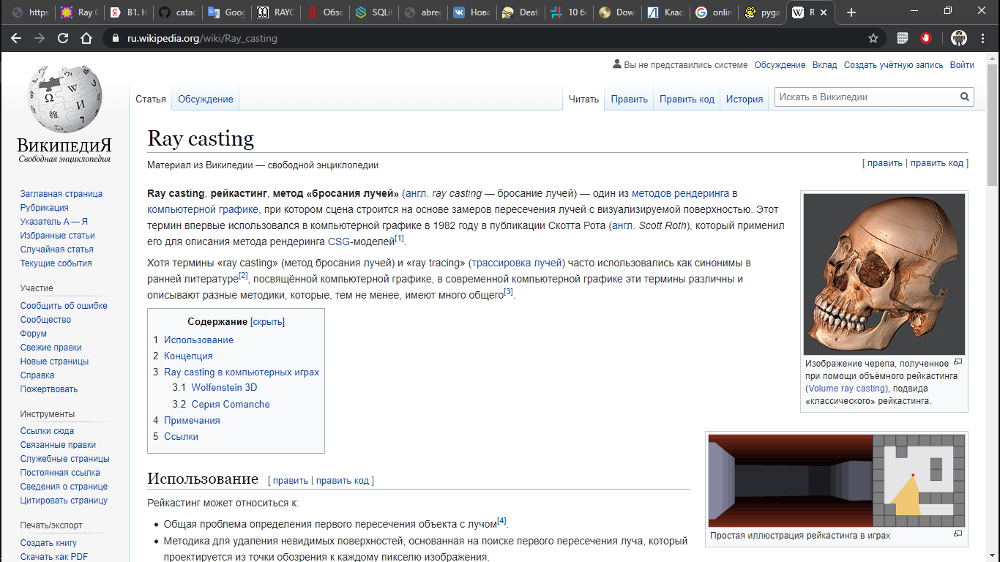 https
Ray C
B1. H
catac
Goog
RAYC
Обзо
SQLit
abreg
Новс
Deat
10 бе
Dow
Клас
onlin
pyga
R
ru.wikipedia.org/wiki/Ray_casting
Вы не представились системе Обсуждение Вклад Создать учётную запись Войти
Статья Обсуждение Читать Править Править код История Искать в Википедии
ВикипедиЯ
Свободная энциклопедия
Заглавная страница
Рубрикация
Указатель А — Я
Избранные статьи
Случайная статья
Текущие события
Участие
Сообщить об ошибке
Сообщество
Форум
Свежие правки
Новые страницы
Справка
Пожертвовать
Инструменты
Ссылки сюда
Связанные правки
Служебные страницы
Постоянная ссылка
Сведения о странице
Цитировать страницу
Печать/экспорт
Создать книгу
Скачать как PDF
Ray casting
Материал из Википедии — свободной энциклопедии
[ править | править код ]
Ray casting, рейкастинг, метод «бросания лучей» (англ. ray casting — бросание лучей) — один из методов рендеринга в
компьютерной графике, при котором сцена строится на основе замеров пересечения лучей с визуализируемой поверхностью. Этот
термин впервые использовался в компьютерной графике в 1982 году в публикации Скотта Рота (англ. Scott Roth), который применил
его для описания метода рендеринга CSG-моделей[1].
Хотя термины «ray casting» (метод бросания лучей) и «ray tracing» (трассировка лучей) часто использовались как синонимы в
ранней литературе[2], посвящённой компьютерной графике, в современной компьютерной графике эти термины различны и
описывают разные методики, которые, тем не менее, имеют много общего[3].
Содержание [скрыть]
1 Использование
2 Концепция
3 Ray casting в компьютерных играх
3.1 Wolfenstein 3D
3.2 Серия Comanche
4 Примечания
5 Ссылки
Изображение черепа, полученное
при помощи объёмного рейкастинга
(Volume ray casting), подвида
«классического» рейкастинга.
Использование [ править | править код ]
Рейкастинг может относиться к:
• Общая проблема определения первого пересечения объекта с лучом[4].
• Методика для удаления невидимых поверхностей, основанная на поиске первого пересечения луча, который
проектируется из точки обозрения к каждому пикселю изображения.
Простая иллюстрация рейкастинга в играх